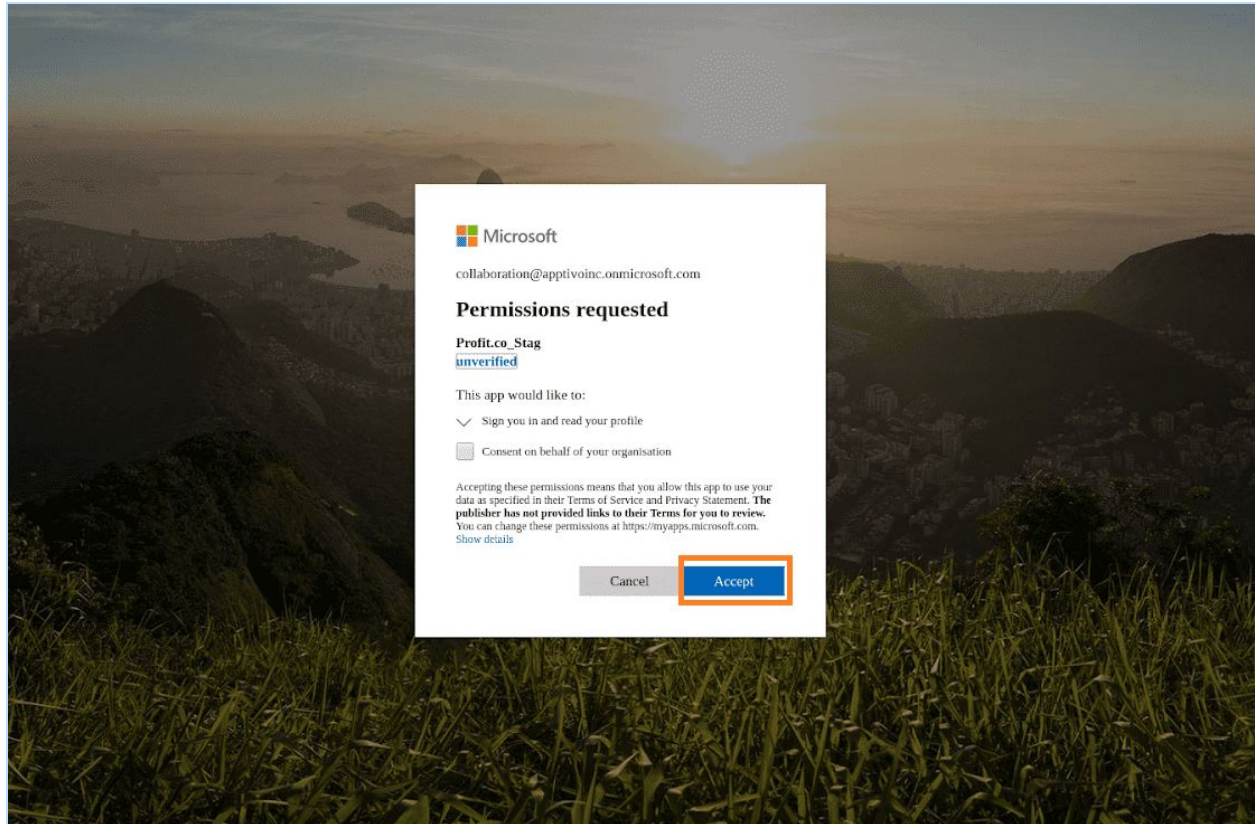 Microsoft
collaboration@apptivoinc.onmicrosoft.com
Permissions requested
Profit.co_Stag
unverified
This app would like to:
Sign you in and read your profile
Consent on behalf of your organisation
Accepting these permissions means that you allow this app to use your
data as specified in their Terms of Service and Privacy Statement. The
publisher has not provided links to their Terms for you to review.
You can change these permissions at https://myapps.microsoft.com.
Show details
Cancel
Accept